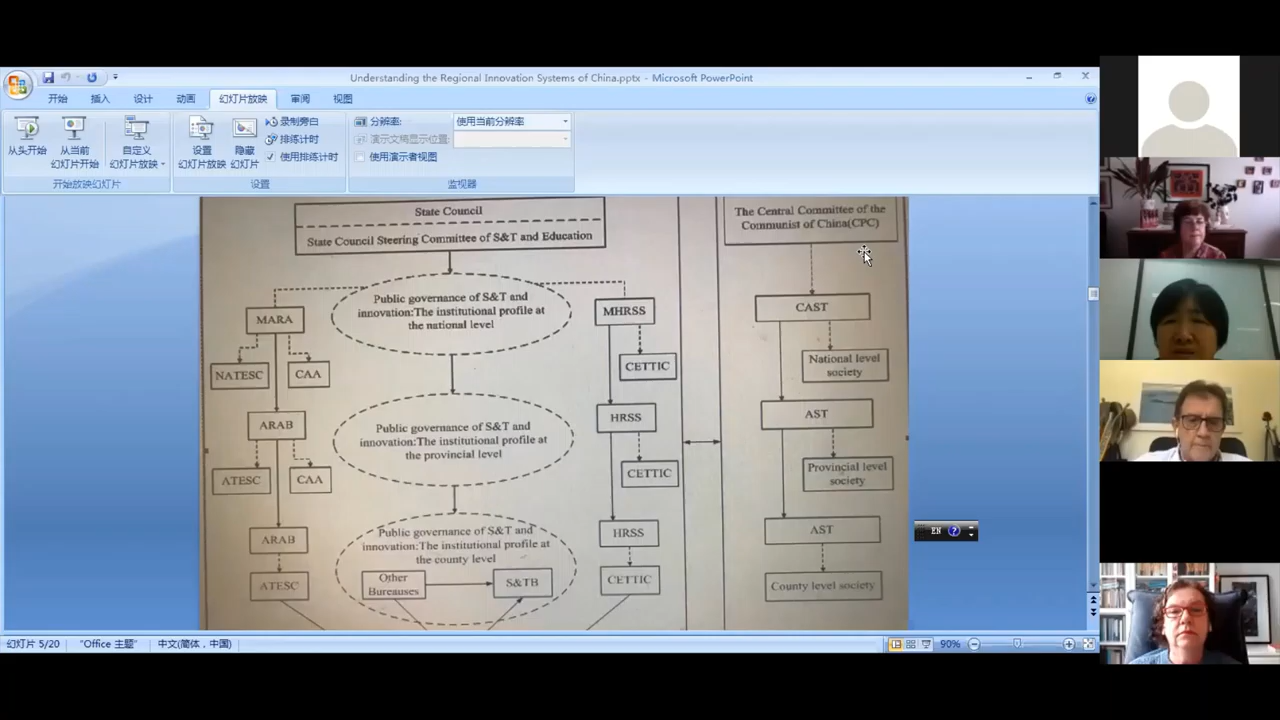 Understanding the Regional Innovation Systems of China.pptx - Microsoft PowerPoint
开始
插入
设计
动画
幻灯片放映
审阅
视图
从头开始
从当前
幻灯片开始
自定义
幻灯片放映
开始放映幻灯片
设置
幻灯片放映
隐藏
幻灯片
录制旁白
排练计时
使用排练计时
设置
分辨率:
使用当前分辨率
演示文稿显示位置:
使用演示者视图
监视器
State Council
State Council Steering Committee of S&T and Education
The Central Committee of the
Communist of China(CPC)
Public governance of S&T and
innovation:The institutional profile at
the national level
MARA
MHRSS
CAST
NATESC
CAA
CETTIC
National level
society
ARAB
Public governance of S&T and
innovation:The institutional profile at
the provincial level
HRSS
AST
ATESC
CAA
CETTIC
Provincial level
society
ARAB
Public governance of S&T and
innovation:The institutional profile at
the county level
HRSS
AST
ATESC
Other
Bureauses
S&TB
CETTIC
County level society
EN
幻灯片 5/20
"Office 主题"
中文(简体，中国)
90%